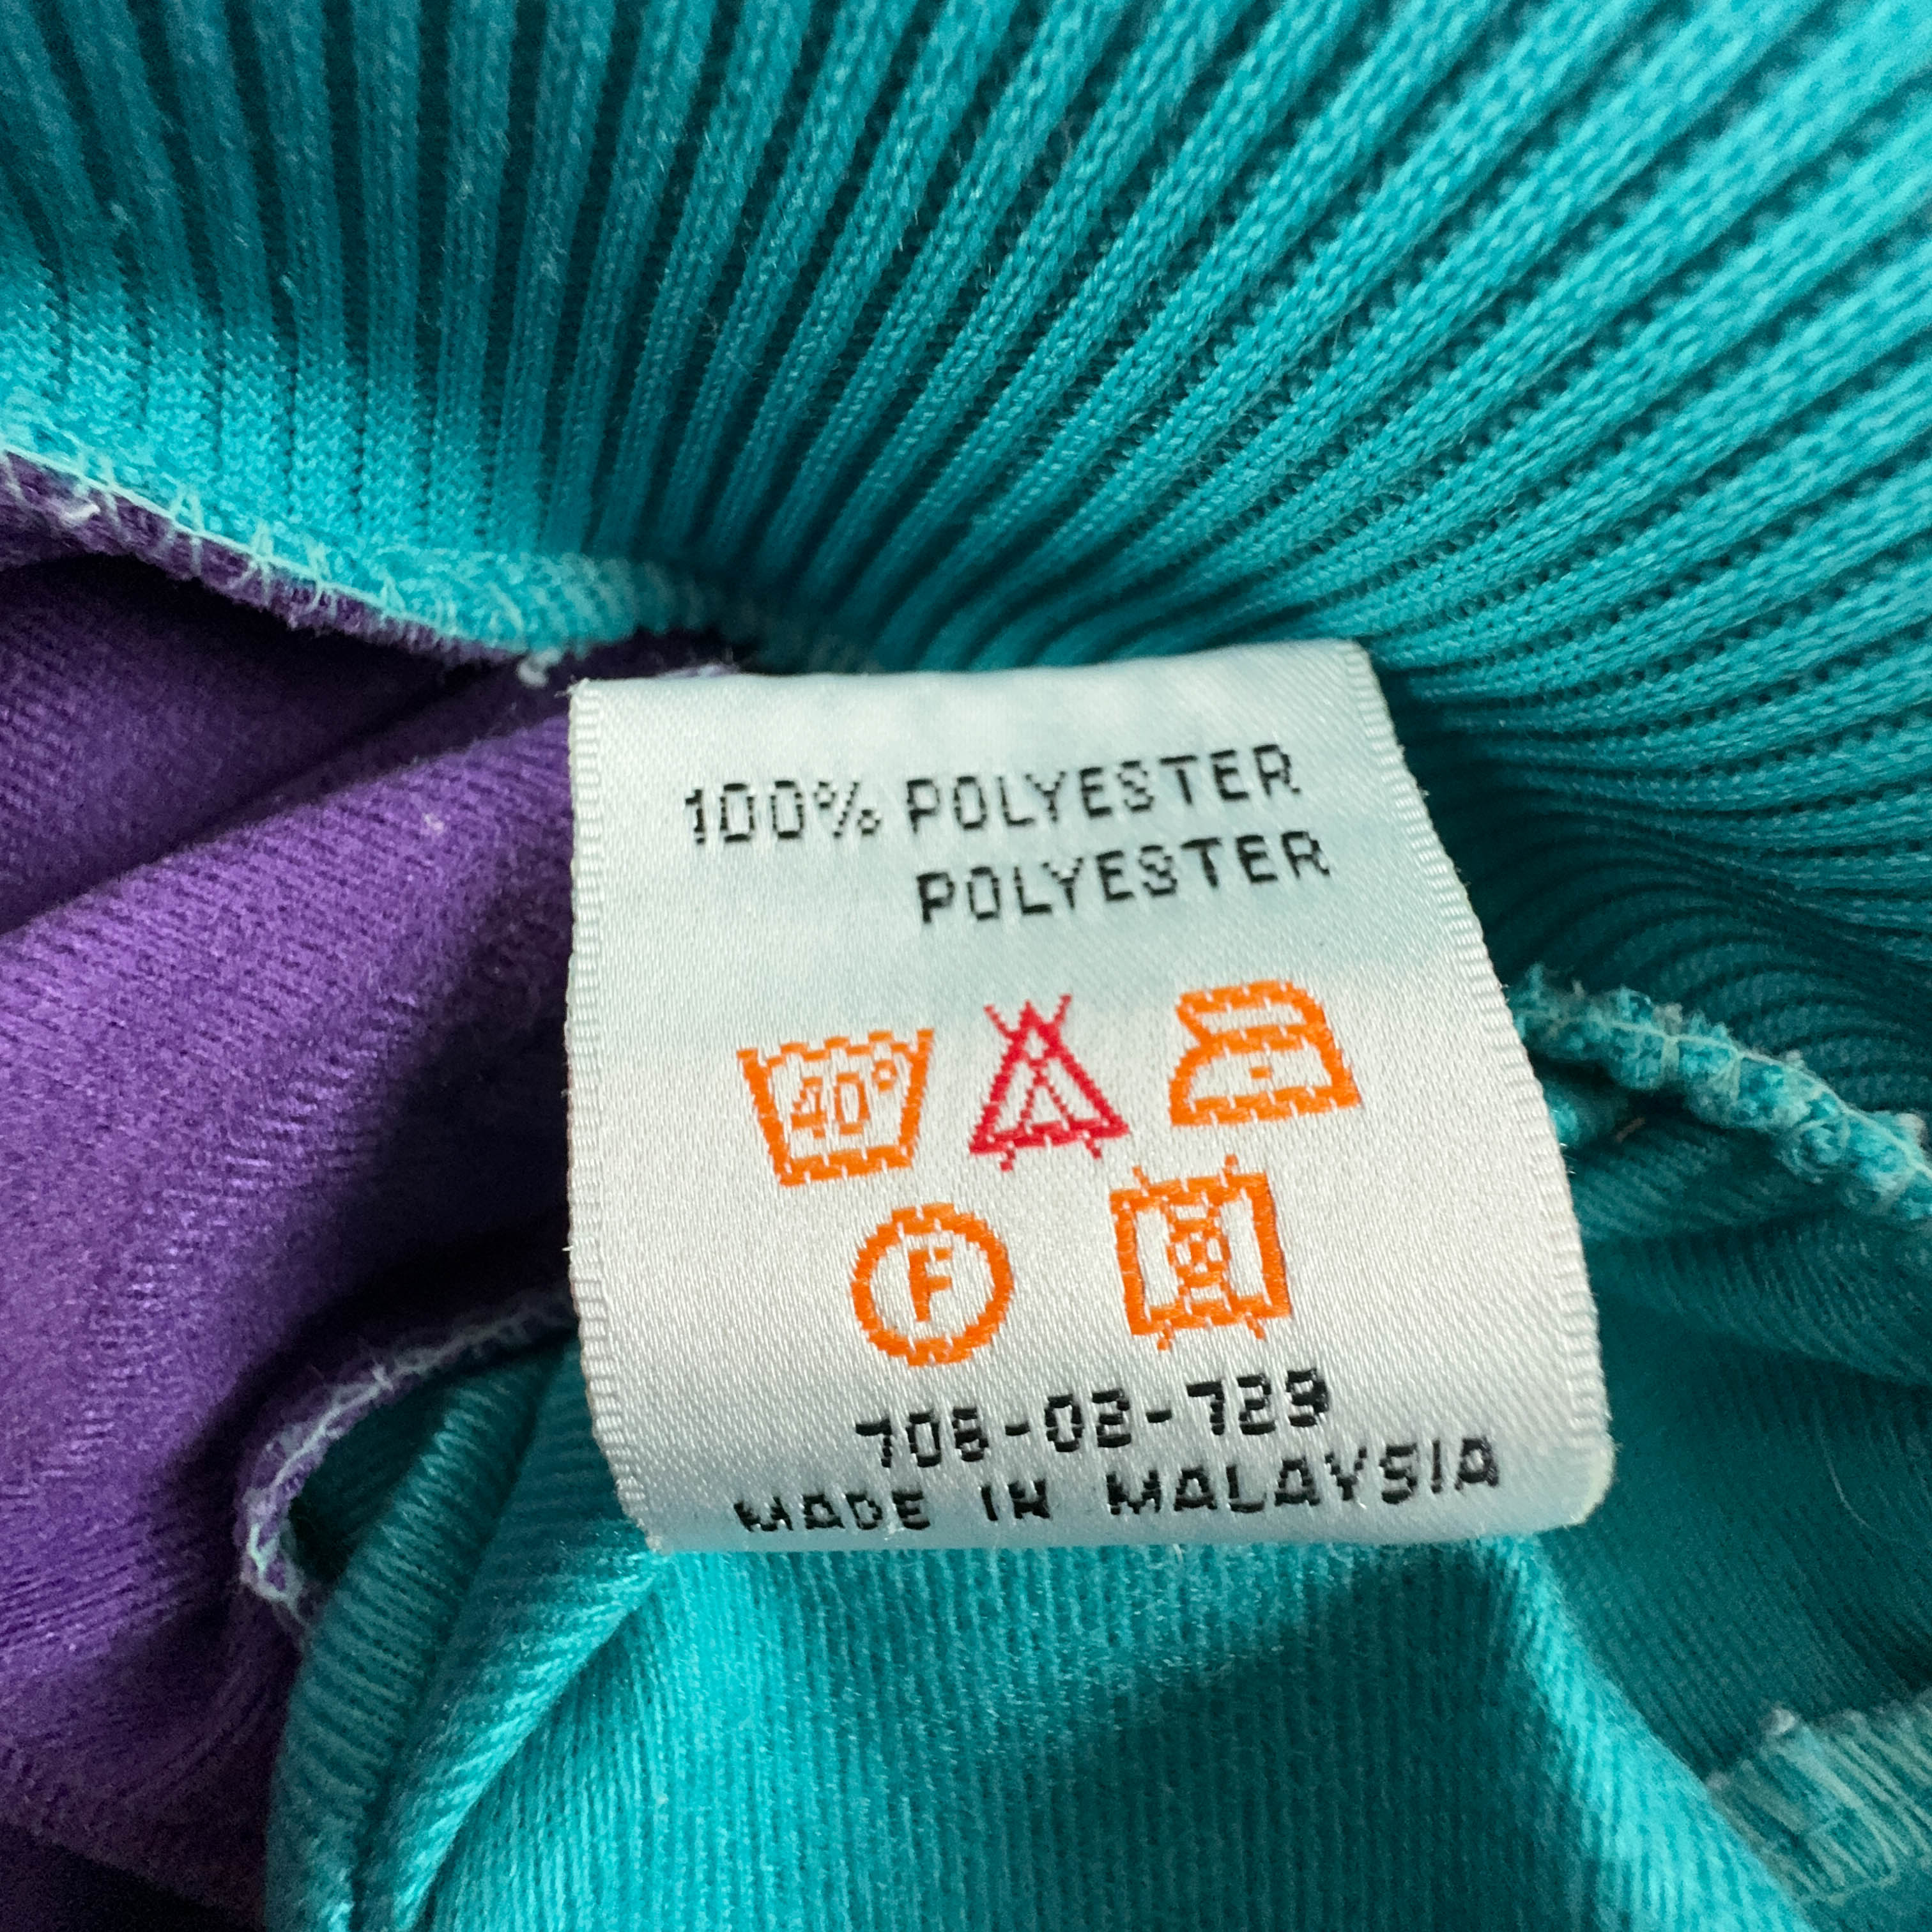 100% POLYESTER
POLYESTER
40°
F
708-02-729
MADE IN MALAYSIA